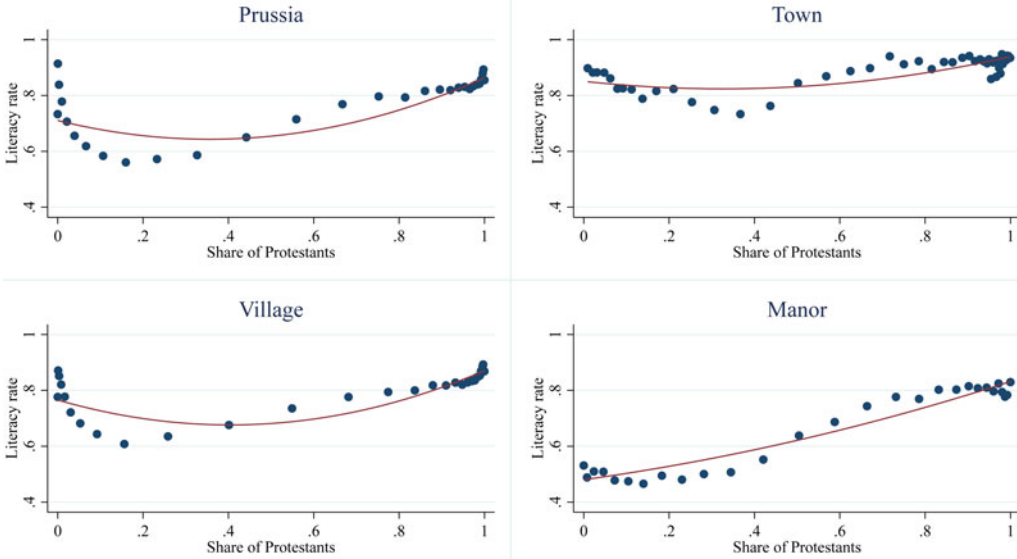 Prussia
Literacy rate
1
.8
.6
.4
0 .2 .4 .6 .8 1
Share of Protestants
Town
Literacy rate
1
.8
.6
.4
0 .2 .4 .6 .8 1
Share of Protestants
Village
Literacy rate
1
.8
.6
.4
0 .2 .4 .6 .8 1
Share of Protestants
Manor
Literacy rate
1
.8
.6
.4
0 .2 .4 .6 .8 1
Share of Protestants